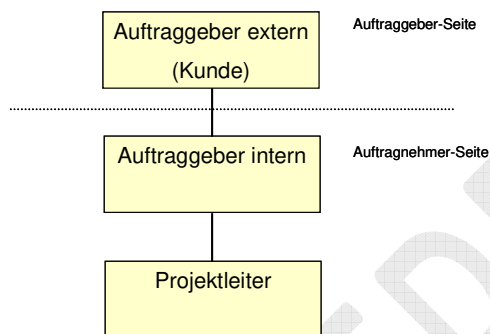 Auftraggeber extern
(Kunde)
Auftraggeber-Seite
Auftraggeber intern
Auftragnehmer-Seite
Projektleiter